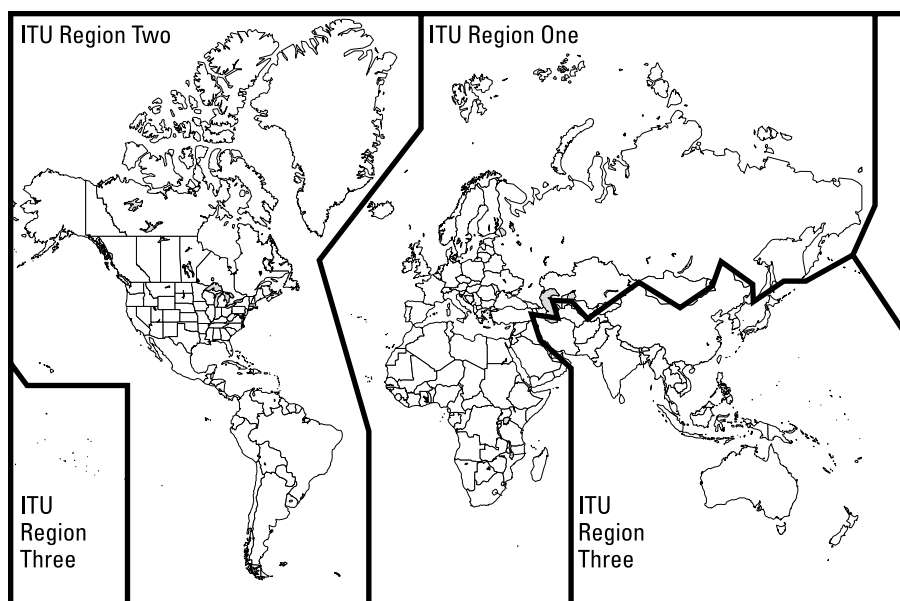 ITU Region Two
ITU Region One
ITU
Region
Three
ITU
Region
Three